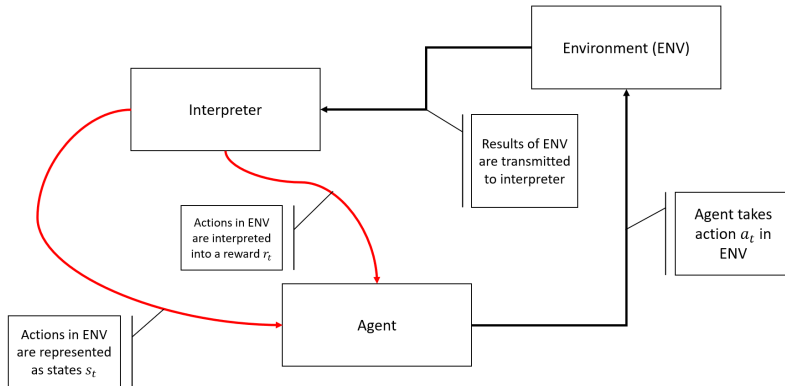 Environment (ENV)
Interpreter
Results of ENV
are transmitted
to interpreter
Actions in ENV
are interpreted
into a reward rₜ
Agent takes
action aₜ in
ENV
Agent
Actions in ENV
are represented
as states sₜ